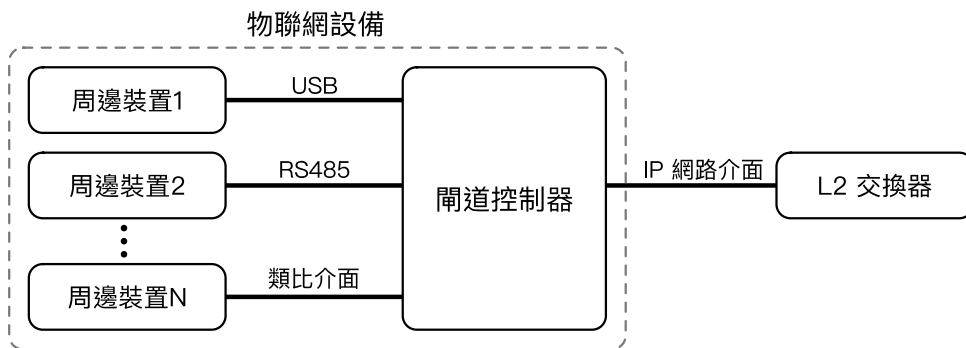 物聯網設備
周邊裝置1
USB
周邊裝置2
RS485
周邊裝置N
類比介面
閘道控制器
IP 網路介面
L2 交換器